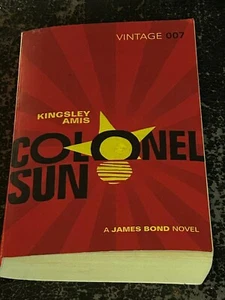 VINTAGE 007
KINGSLEY
AMIS
COLONEL
SUN
A JAMES BOND NOVEL